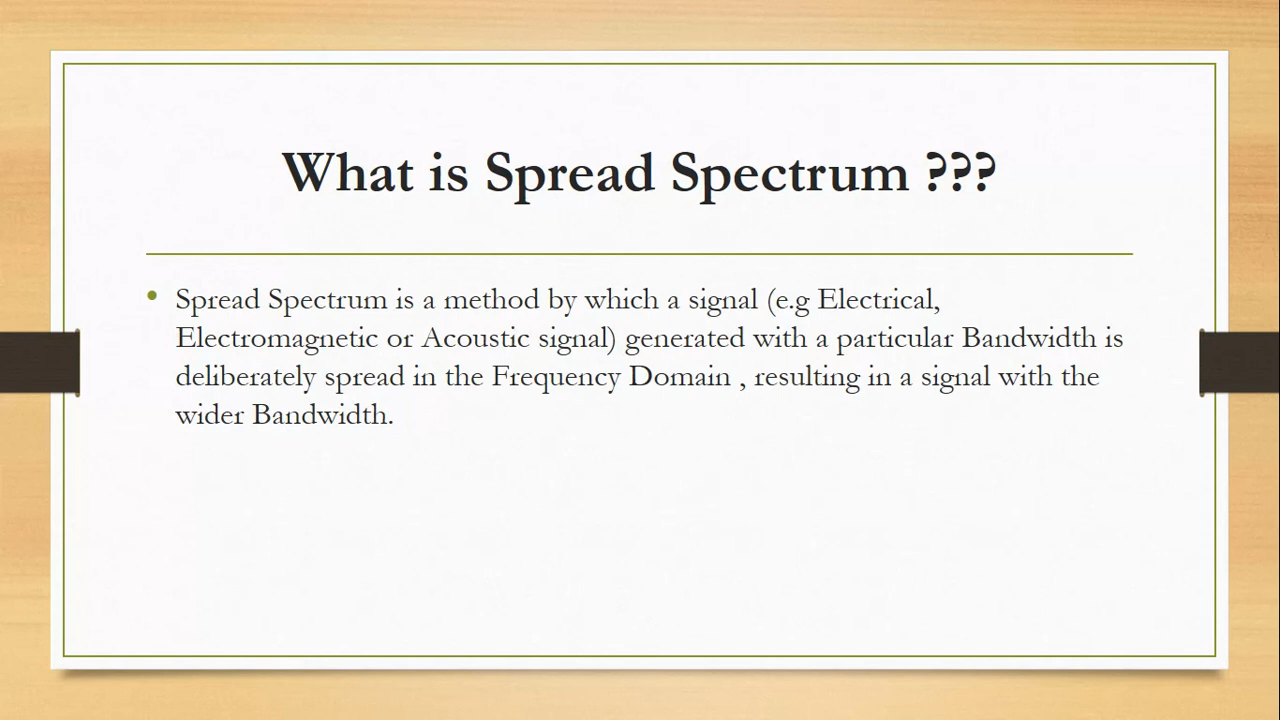 What is Spread Spectrum ???
• Spread Spectrum is a method by which a signal (e.g Electrical,
Electromagnetic or Acoustic signal) generated with a particular Bandwidth is
deliberately spread in the Frequency Domain , resulting in a signal with the
wider Bandwidth.